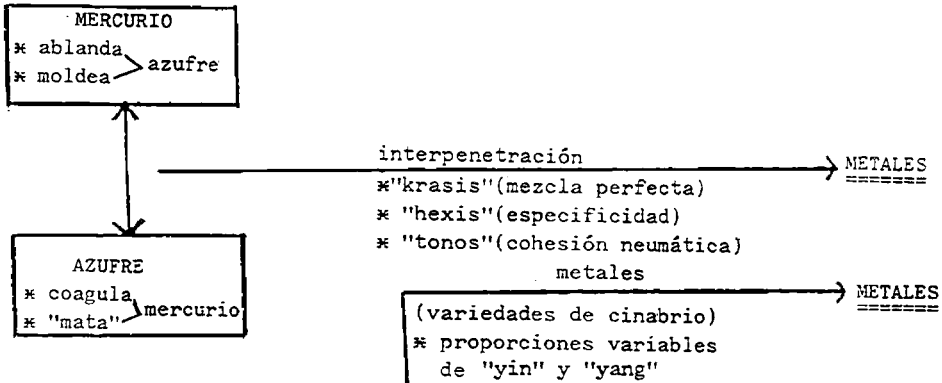 MERCURIO
* ablanda
* moldea
azufre
interpenetración
METALES
*"krasis"(mezcla perfecta)
* "hexis"(especificidad)
* "tonos"(cohesión neumática)
AZUFRE
* coagula
* "mata"
mercurio
metales
METALES
(variedades de cinabrio)
* proporciones variables
de "yin" y "yang"